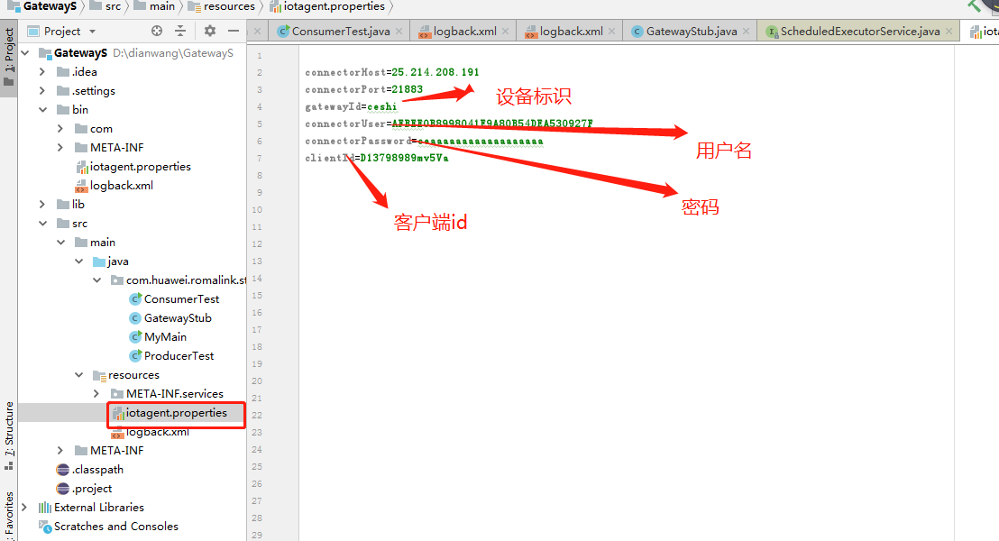 GatewayS src main resources iotagent.properties
1: Project
Project
ConsumerTest.java logback.xml logback.xml GatewayStub.java ScheduledExecutorService.java iota
GatewayS D:\dianwang\GatewayS
.idea
.settings
bin
com
META-INF
iotagent.properties
logback.xml
lib
src
main
java
com.huawei.romalink.st
ConsumerTest
GatewayStub
MyMain
ProducerTest
resources
META-INF.services
iotagent.properties
logback.xml
META-INF
.classpath
.project
External Libraries
Scratches and Consoles
7: Structure
Favorites
1
2 connectorHost=25.214.208.191
3 connectorPort=21883
4 gatewayId=ceshi
5 connectorUser=
6 connectorPassword=
7 clientId=D13798989mv5Va
8
9
10
11
12
13
14
15
16
17
18
19
20
21
22
23
24
25
26
27
28
29
设备标识
用户名
密码
客户端id